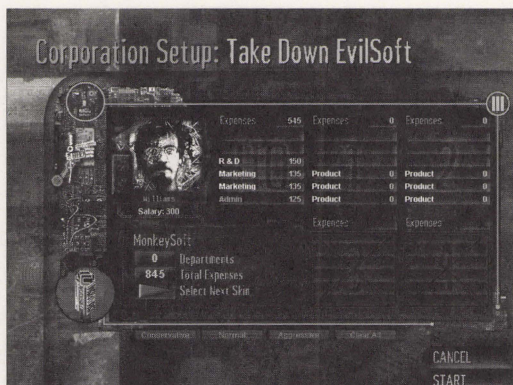 Corporation Setup: Take Down EvilSoft
Expenses 545 Expenses 0 Expenses 0
R & D 150
Marketing 135 Product 0 Product 0
Marketing 135 Product 0 Product 0
Admin 125 Product 0 Product 0
Williams
Salary: 300
Expenses Expenses
MonkeySoft
0 Departments
845 Total Expenses
Select Next Skin
Conservative Normal Aggressive Clear All
CANCEL
START